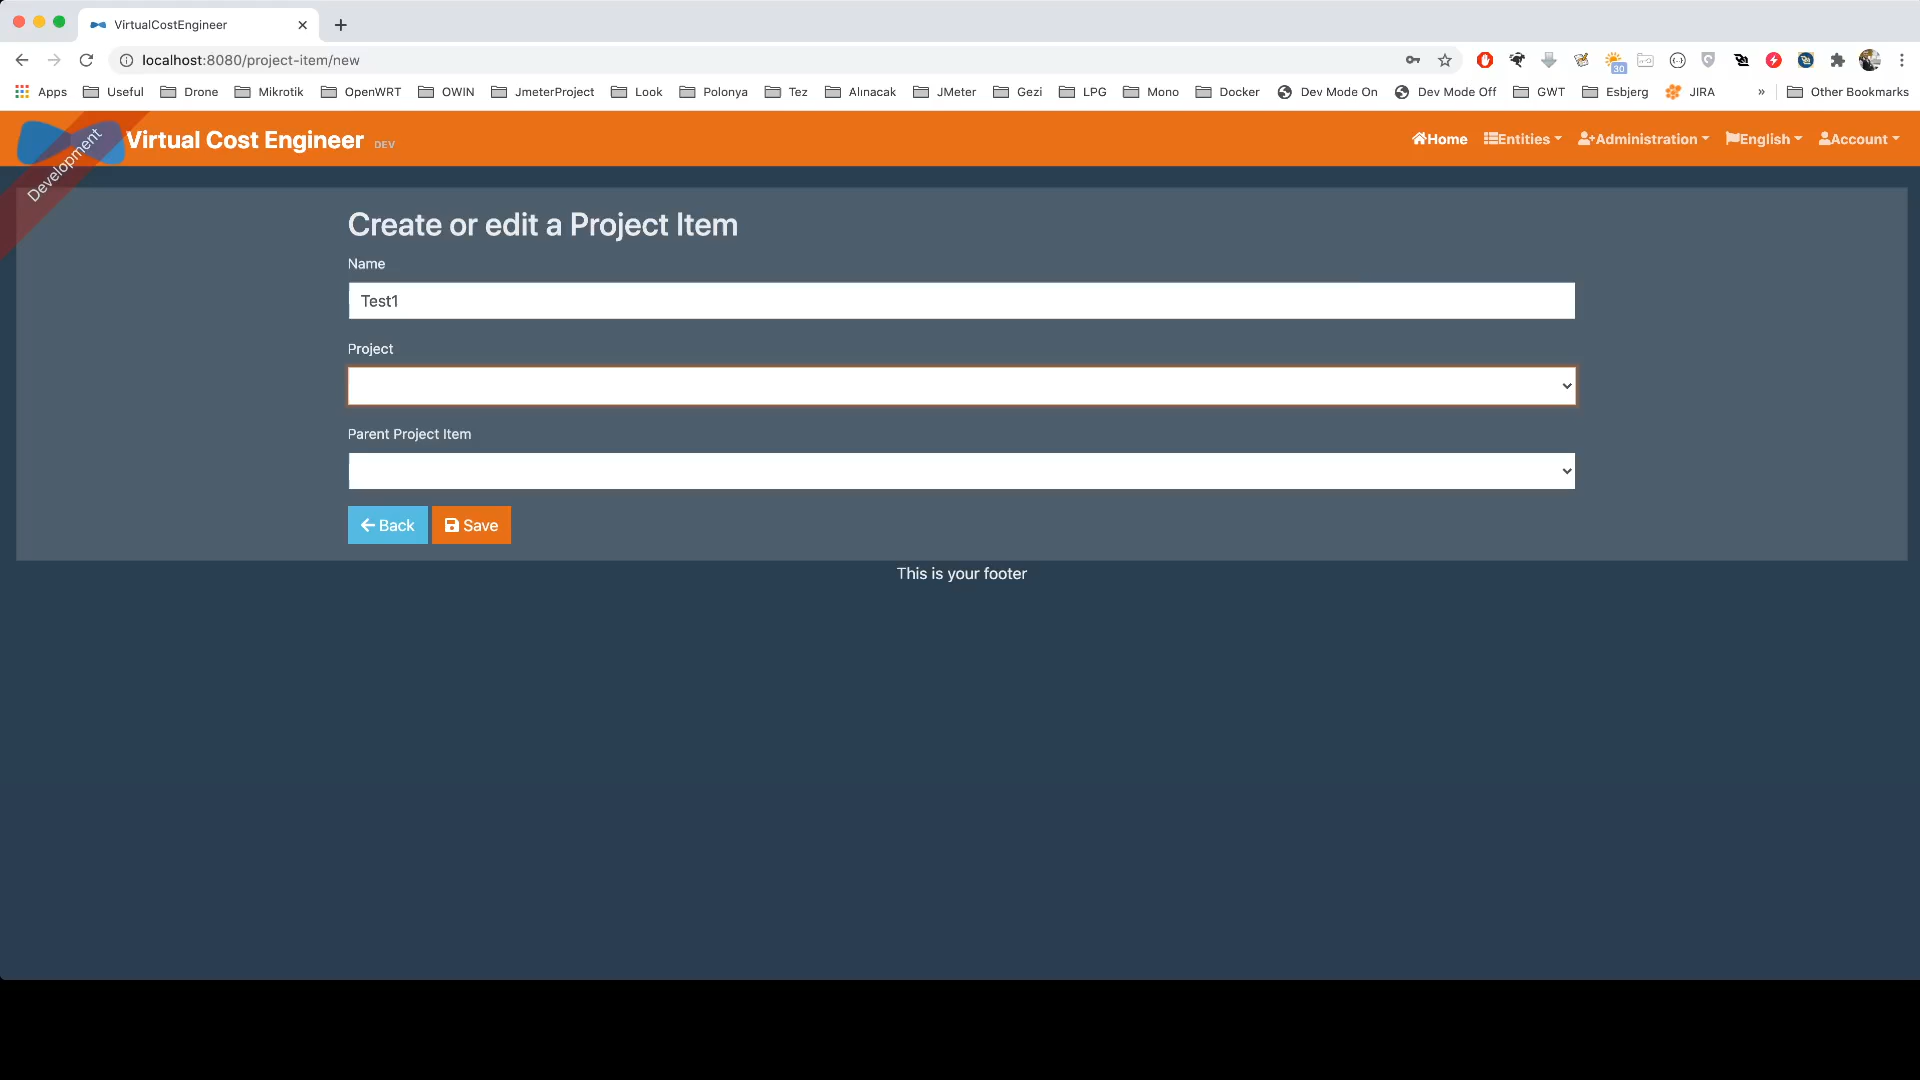 VirtualCostEngineer
localhost:8080/project-item/new
30
Apps Useful Drone Mikrotik OpenWRT OWIN JmeterProject Look Polonya Tez Alınacak JMeter Gezi LPG Mono Docker Dev Mode On Dev Mode Off GWT Esbjerg JIRA » Other Bookmarks
Development
Virtual Cost Engineer DEV
Home Entities Administration English Account
Create or edit a Project Item
Name
Test1
Project
Parent Project Item
Back Save
This is your footer